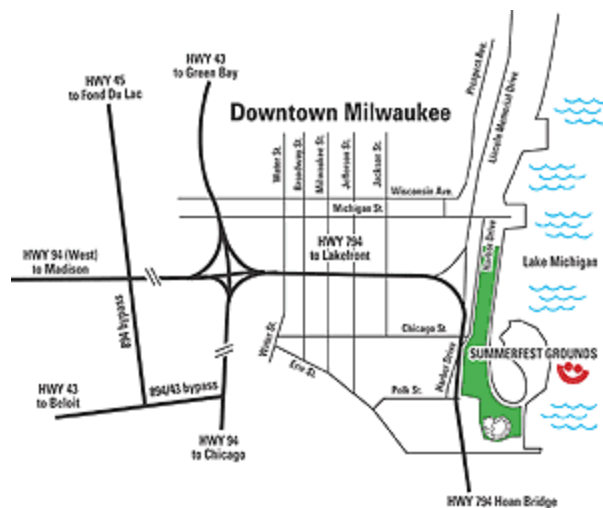 HWY 43
to Green Bay
HWY 45
to Fond Du Lac
Downtown Milwaukee
Prospect Ave.
Lincoln Memorial Drive
Water St.
Broadway St.
Milwaukee St.
Jefferson St.
Jackson St.
Wisconsin Ave.
Michigan St.
HWY 794
to Lakefront
Harbor Drive
Lake Michigan
HWY 94 (West)
to Madison
894 bypass
Water St.
Chicago St.
Erie St.
Harbor Drive
SUMMERFEST GROUNDS
Polk St.
HWY 43
to Beloit
894/43 bypass
HWY 94
to Chicago
HWY 794 Hoan Bridge